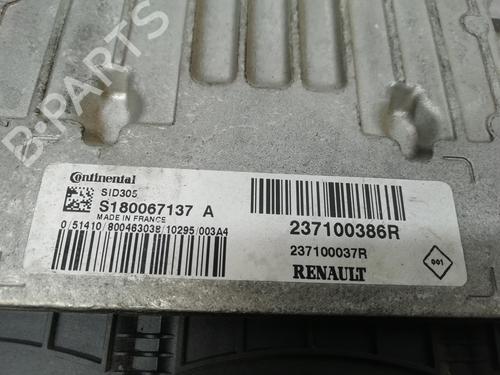 B-PARTS
Continental
SID305
S180067137 A
MADE IN FRANCE
0/51410/800463038/10295/003A4
237100386R
237100037R
RENAULT
001